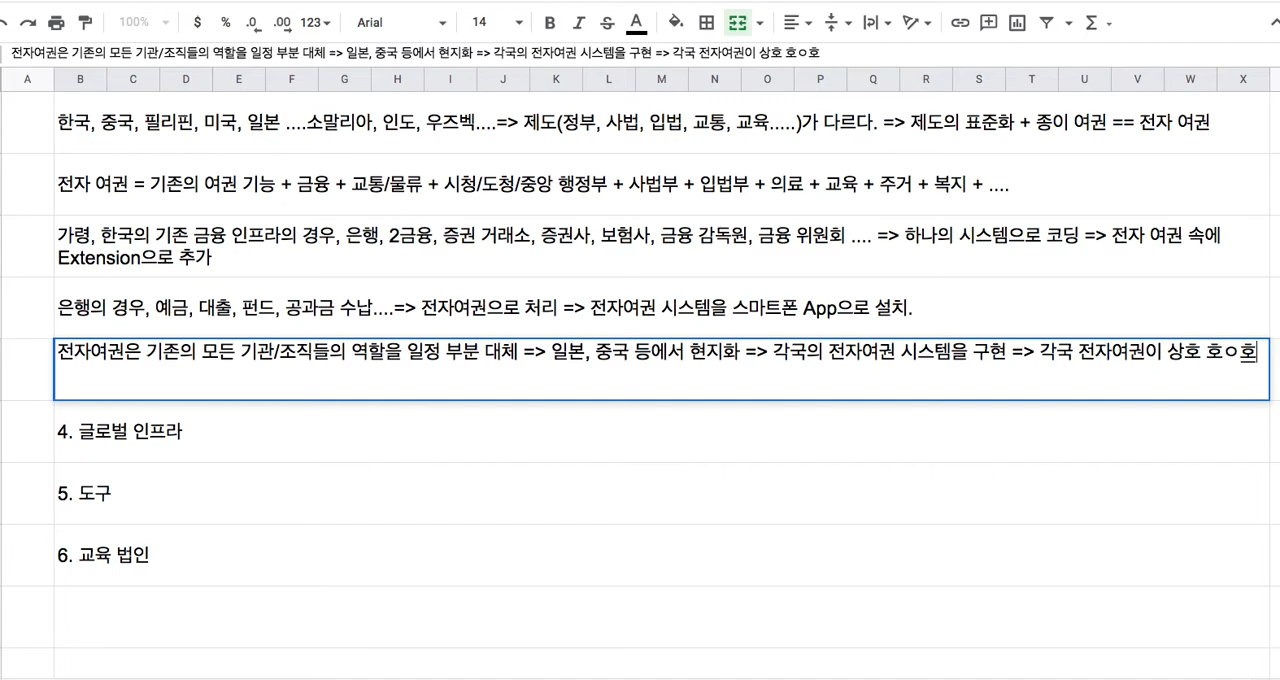 100% $ % .0 .00 123 Arial 14 B I S A
전자여권은 기존의 모든 기관/조직들의 역할을 일정 부분 대체 => 일본, 중국 등에서 현지화 => 각국의 전자여권 시스템을 구현 => 각국 전자여권이 상호 호ㅇ호
A B C D E F G H I J K L M N O P Q R S T U V W X
한국, 중국, 필리핀, 미국, 일본 ....소말리아, 인도, 우즈벡....=> 제도(정부, 사법, 입법, 교통, 교육.....)가 다르다. => 제도의 표준화 + 종이 여권 == 전자 여권
전자 여권 = 기존의 여권 기능 + 금융 + 교통/물류 + 시청/도청/중앙 행정부 + 사법부 + 입법부 + 의료 + 교육 + 주거 + 복지 + ....
가령, 한국의 기존 금융 인프라의 경우, 은행, 2금융, 증권 거래소, 증권사, 보험사, 금융 감독원, 금융 위원회 .... => 하나의 시스템으로 코딩 => 전자 여권 속에
Extension으로 추가
은행의 경우, 예금, 대출, 펀드, 공과금 수납....=> 전자여권으로 처리 => 전자여권 시스템을 스마트폰 App으로 설치.
전자여권은 기존의 모든 기관/조직들의 역할을 일정 부분 대체 => 일본, 중국 등에서 현지화 => 각국의 전자여권 시스템을 구현 => 각국 전자여권이 상호 호ㅇ호
4. 글로벌 인프라
5. 도구
6. 교육 법인